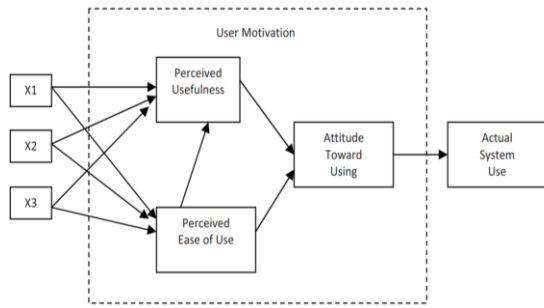 User Motivation
X1
X2
X3
Perceived
Usefulness
Perceived
Ease of Use
Attitude
Toward
Using
Actual
System
Use